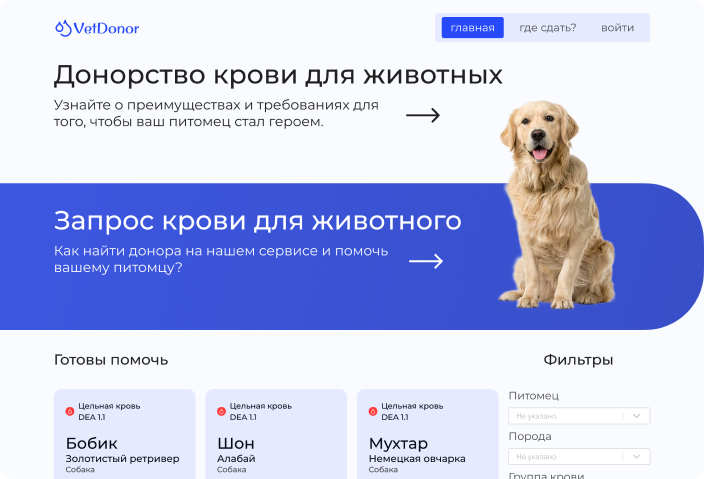 VetDonor
главная
где сдать?
войти
Донорство крови для животных
Узнайте о преимуществах и требованиях для
того, чтобы ваш питомец стал героем.
Запрос крови для животного
Как найти донора на нашем сервисе и помочь
вашему питомцу?
Готовы помочь
Фильтры
Цельная кровь
DEA 1.1
Бобик
Золотистый ретривер
Собака
Цельная кровь
DEA 1.1
Шон
Алабай
Собака
Цельная кровь
DEA 1.1
Мухтар
Немецкая овчарка
Собака
Питомец
Не указано
Порода
Не указано
Группа крови